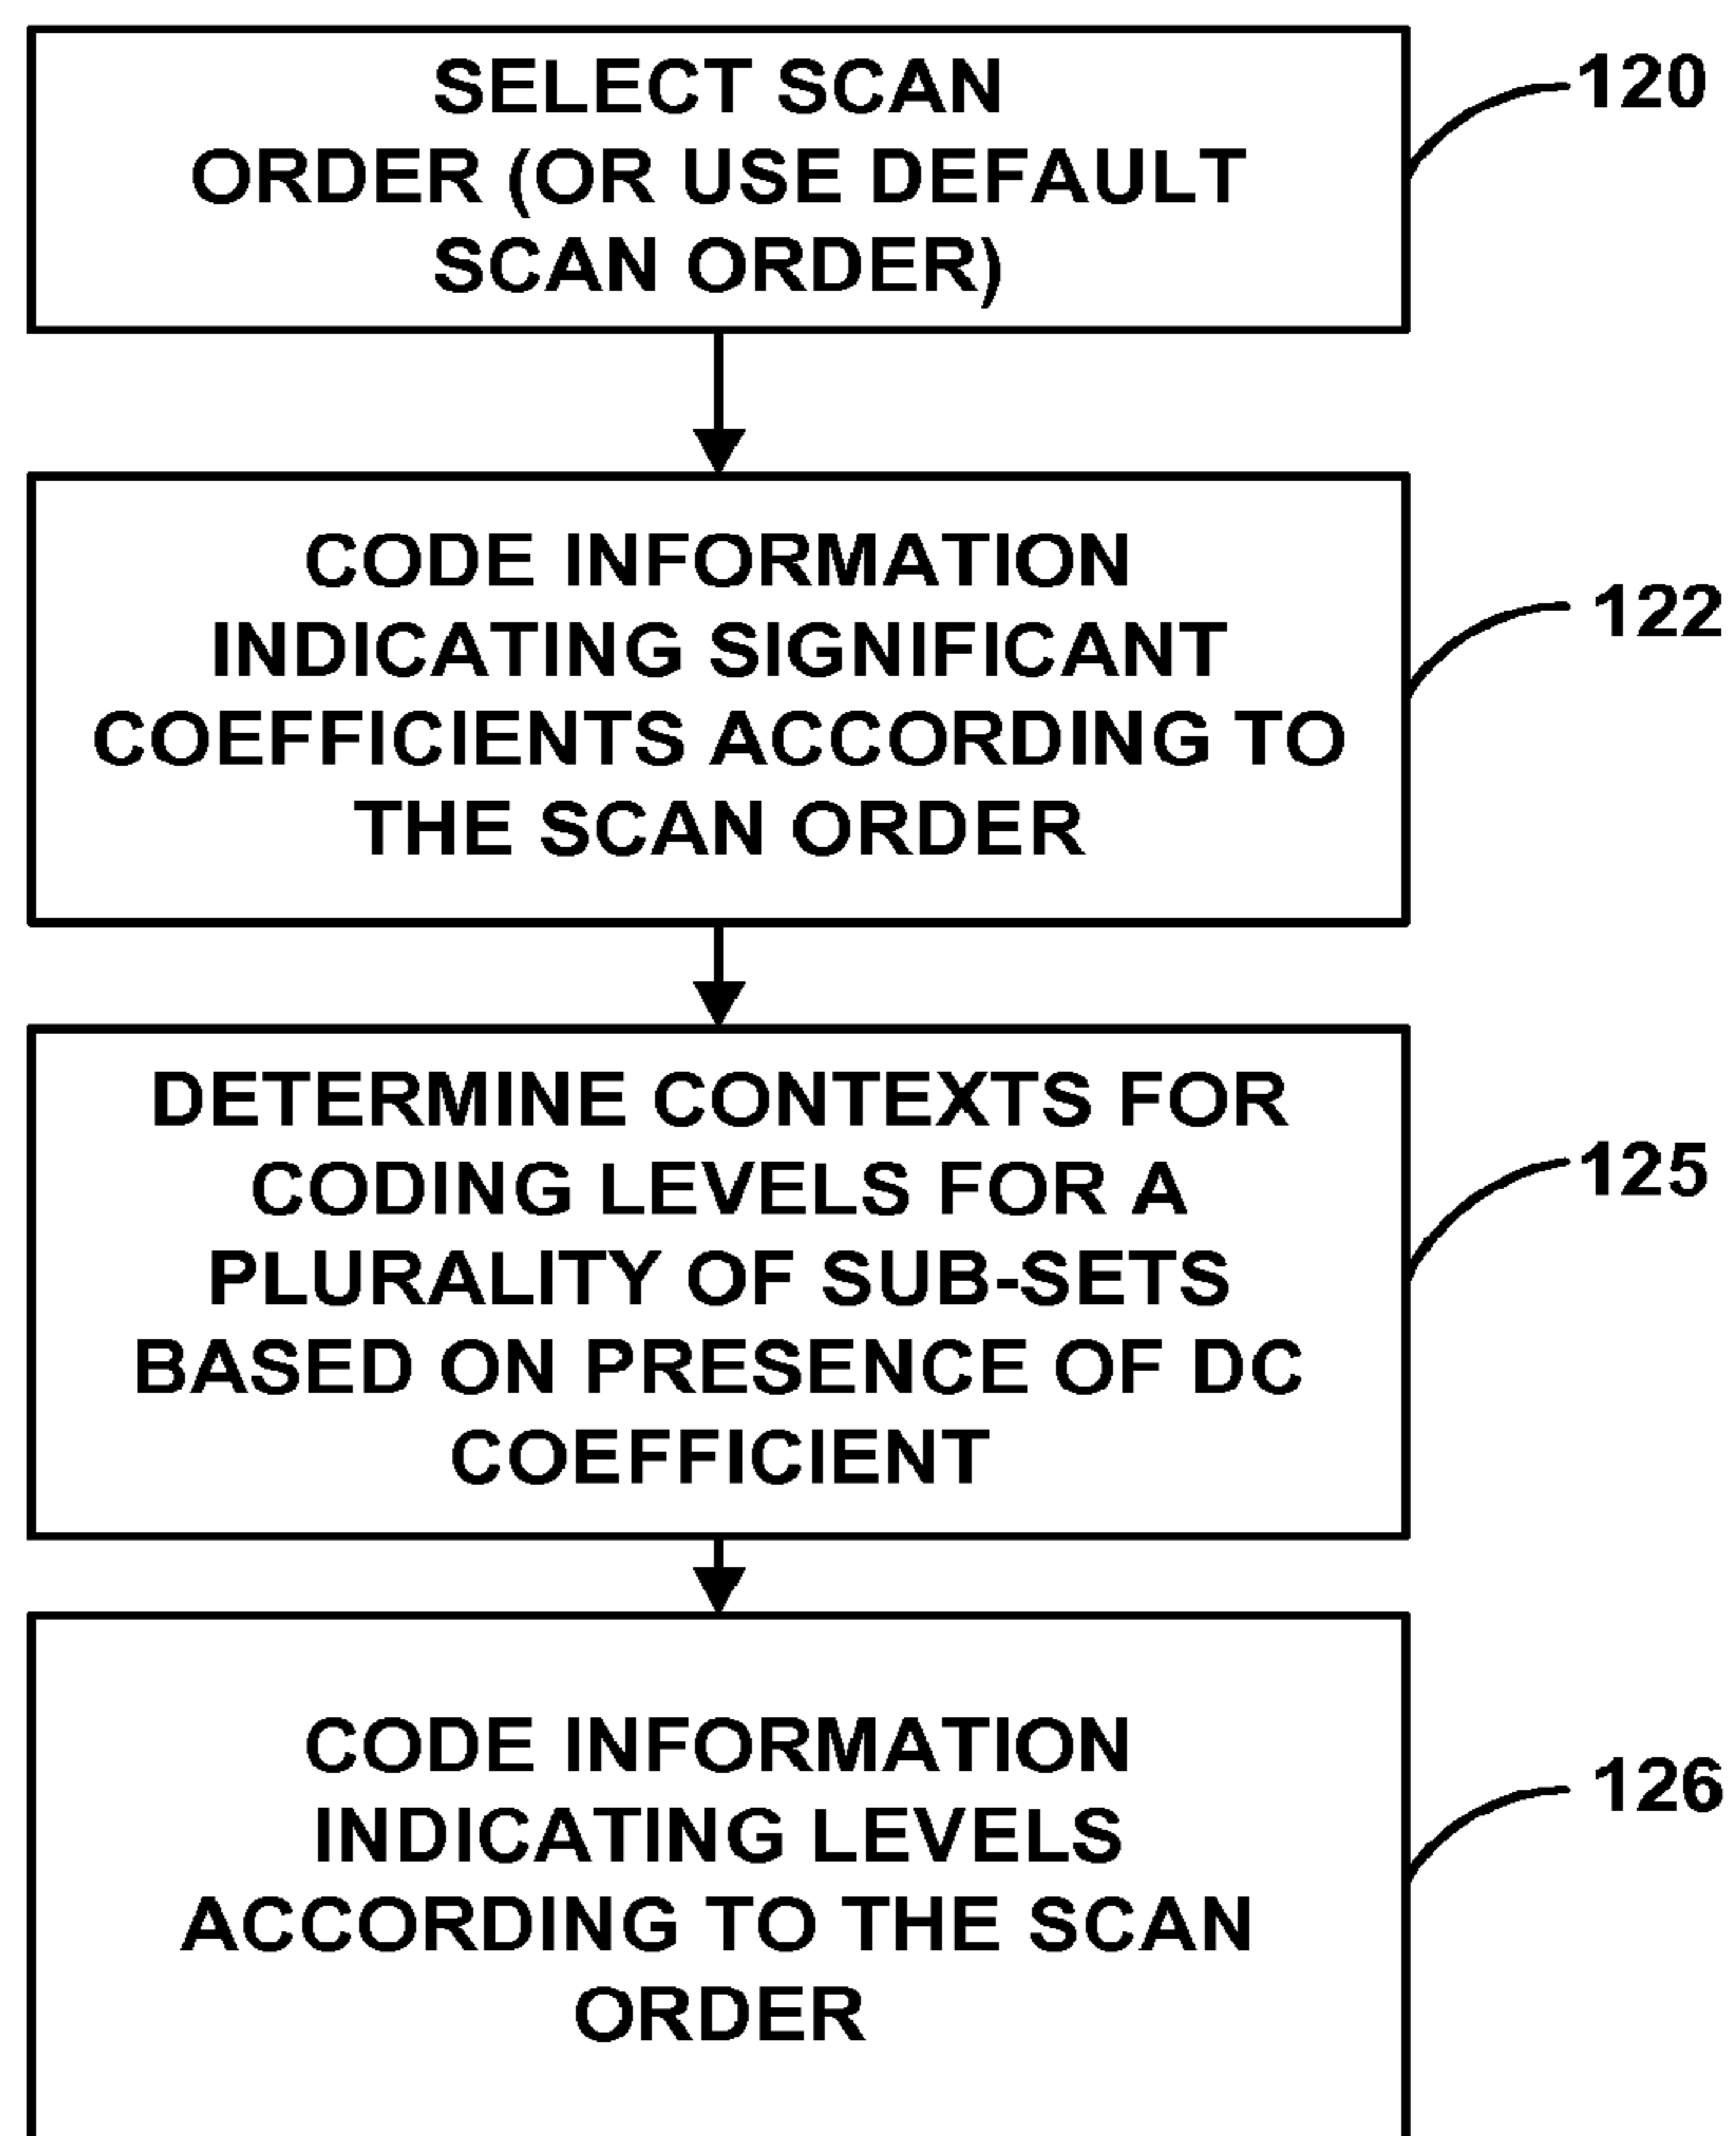 SELECT SCAN
ORDER (OR USE DEFAULT
SCAN ORDER)
120
CODE INFORMATION
INDICATING SIGNIFICANT
COEFFICIENTS ACCORDING TO
THE SCAN ORDER
122
DETERMINE CONTEXTS FOR
CODING LEVELS FOR A
PLURALITY OF SUB-SETS
BASED ON PRESENCE OF DC
COEFFICIENT
125
CODE INFORMATION
INDICATING LEVELS
ACCORDING TO THE SCAN
ORDER
126